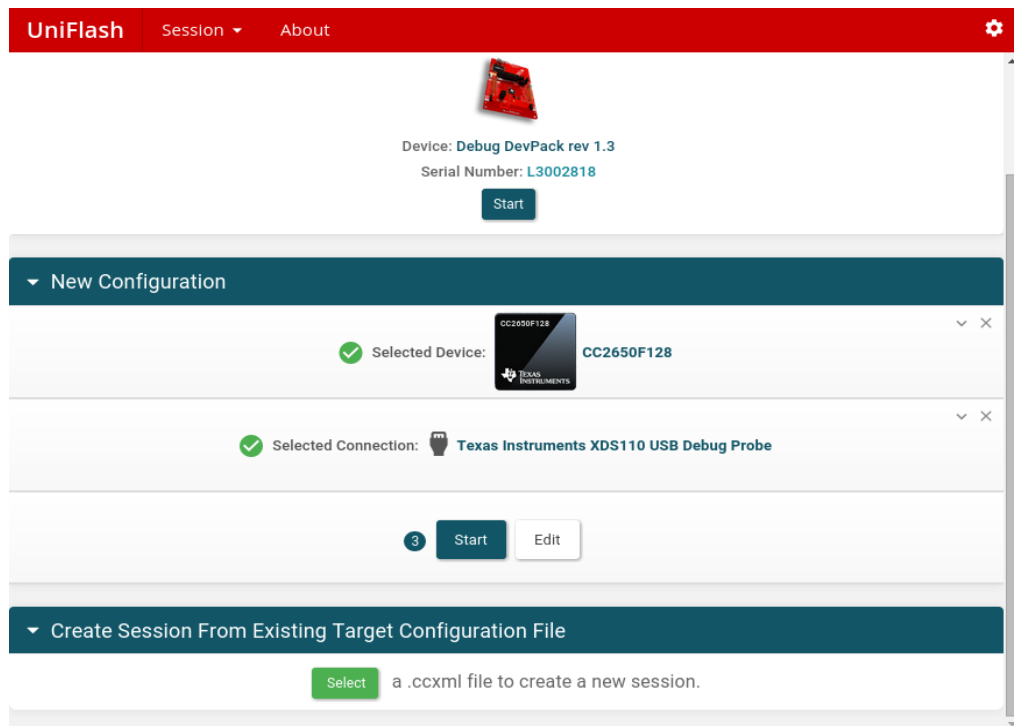 UniFlash Session About
Device: Debug DevPack rev 1.3
Serial Number: L3002818
Start
New Configuration
CC2650F128
Selected Device: CC2650F128
TEXAS
INSTRUMENTS
Selected Connection: Texas Instruments XDS110 USB Debug Probe
3 Start Edit
Create Session From Existing Target Configuration File
Select a .ccxml file to create a new session.